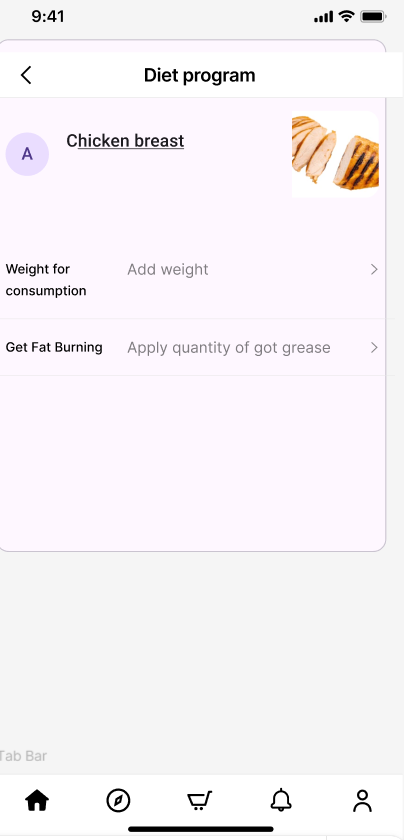 9:41
Diet program
A
Chicken breast
Weight for
consumption
Add weight
Get Fat Burning
Apply quantity of got grease
Tab Bar